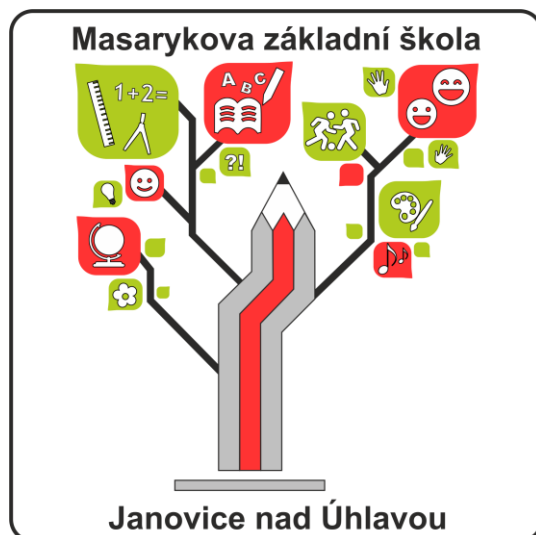 Masarykova základní škola
1+2=
A B C
?!
Janovice nad Úhlavou